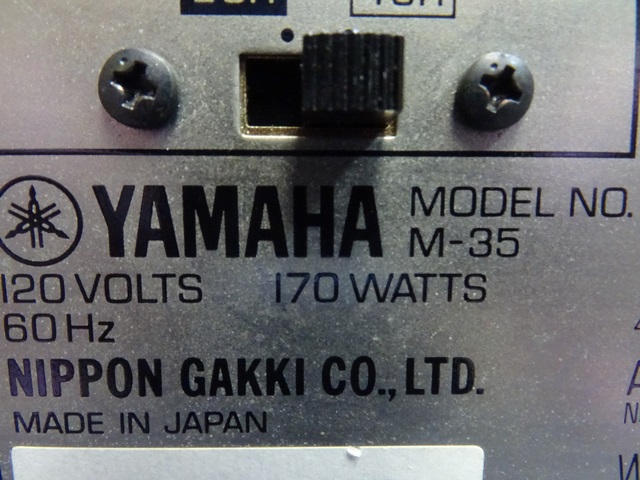 YAMAHA MODEL NO.
M-35
120 VOLTS 170 WATTS
60 Hz
NIPPON GAKKI CO., LTD.
MADE IN JAPAN